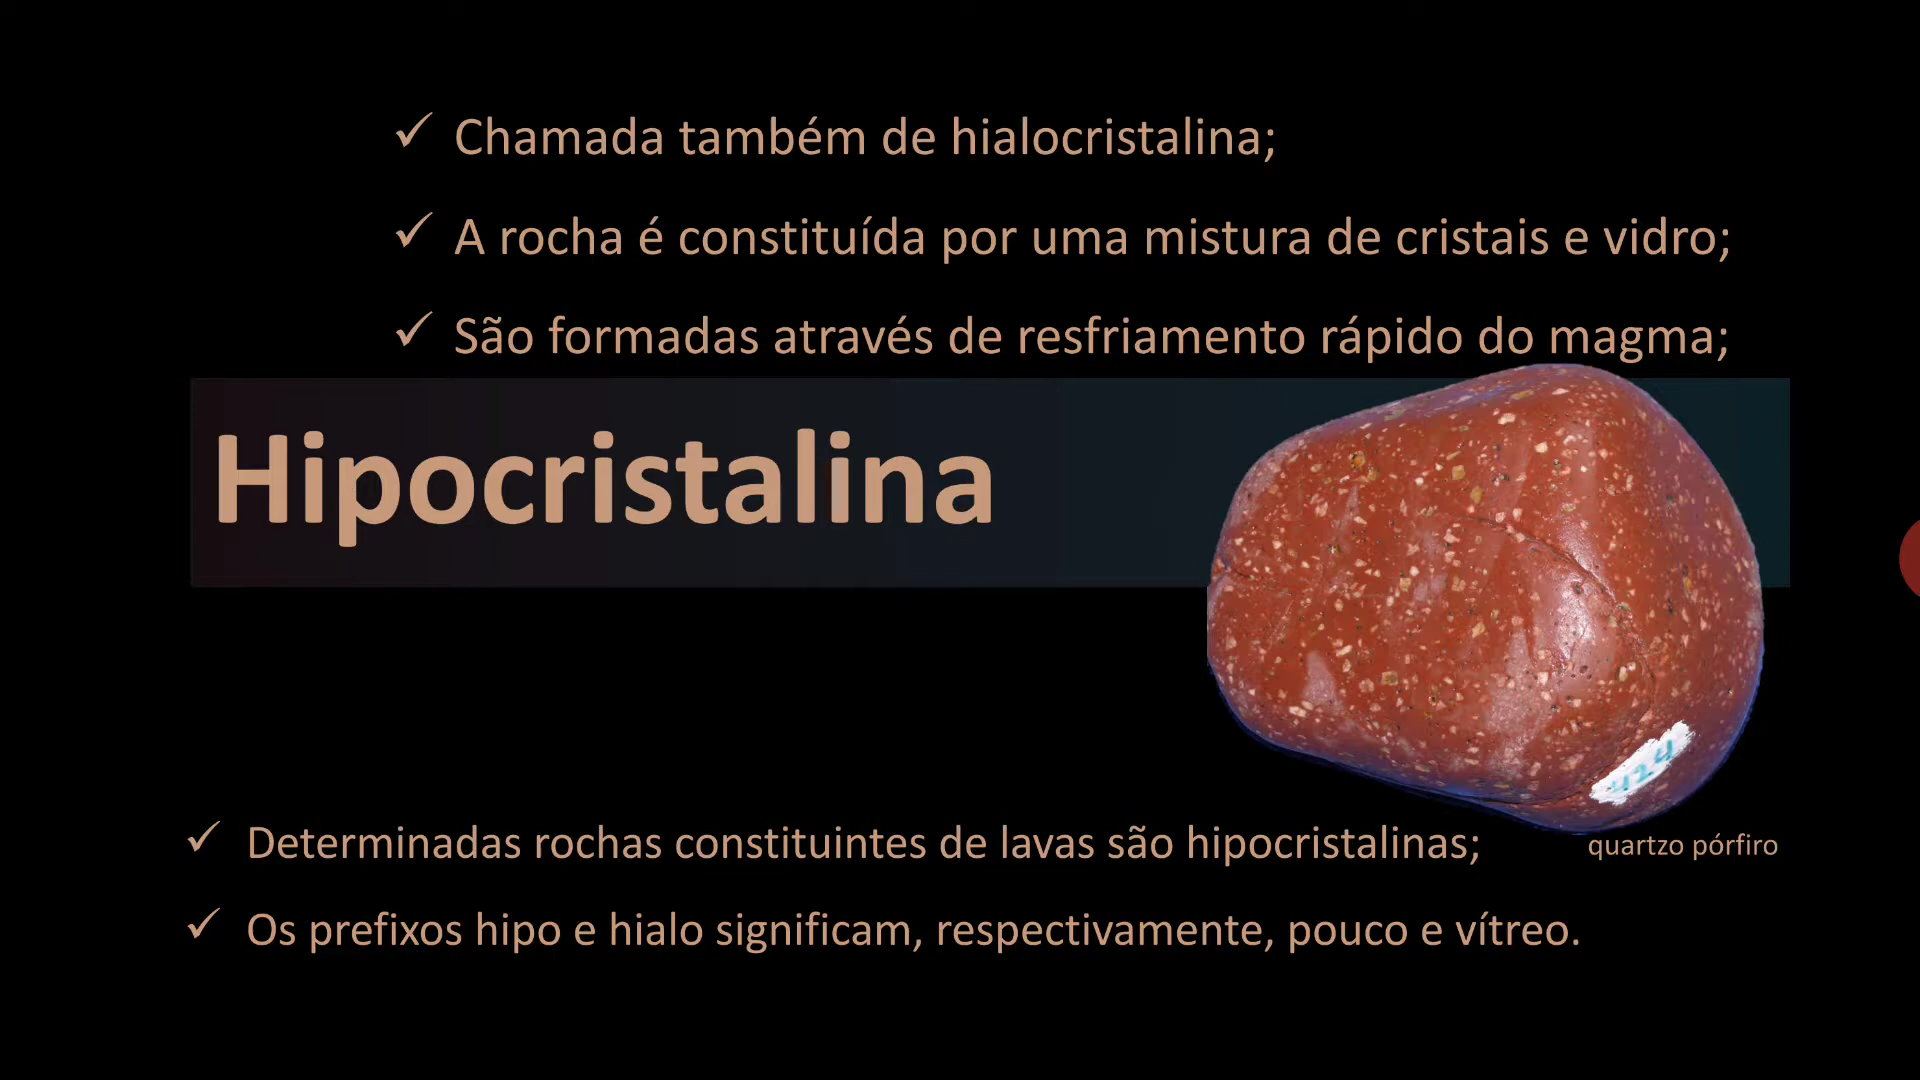 Chamada também de hialocristalina;
A rocha é constituída por uma mistura de cristais e vidro;
São formadas através de resfriamento rápido do magma;
Hipocristalina
424
Determinadas rochas constituintes de lavas são hipocristalinas;
quartzo pórfiro
Os prefixos hipo e hialo significam, respectivamente, pouco e vítreo.